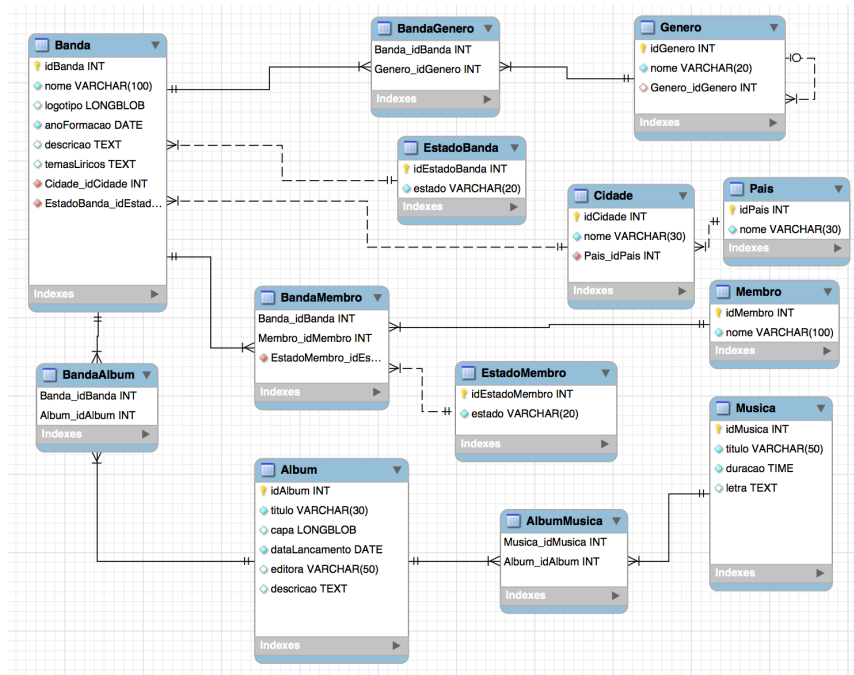 Banda
idBanda INT
nome VARCHAR(100)
logotipo LONGBLOB
anoFormacao DATE
descricao TEXT
temasLiricos TEXT
Cidade_idCidade INT
EstadoBanda_idEstad...
Indexes
BandaGenero
Banda_idBanda INT
Genero_idGenero INT
Indexes
Genero
idGenero INT
nome VARCHAR(20)
Genero_idGenero INT
Indexes
EstadoBanda
idEstadoBanda INT
estado VARCHAR(20)
Indexes
Cidade
idCidade INT
nome VARCHAR(30)
Pais_idPais INT
Indexes
Pais
idPais INT
nome VARCHAR(30)
Indexes
BandaMembro
Banda_idBanda INT
Membro_idMembro INT
EstadoMembro_idEs...
Indexes
Membro
idMembro INT
nome VARCHAR(100)
Indexes
BandaAlbum
Banda_idBanda INT
Album_idAlbum INT
Indexes
EstadoMembro
idEstadoMembro INT
estado VARCHAR(20)
Indexes
Musica
idMusica INT
titulo VARCHAR(50)
duracao TIME
letra TEXT
Indexes
Album
idAlbum INT
titulo VARCHAR(30)
capa LONGBLOB
dataLancamento DATE
editora VARCHAR(50)
descricao TEXT
Indexes
AlbumMusica
Musica_idMusica INT
Album_idAlbum INT
Indexes